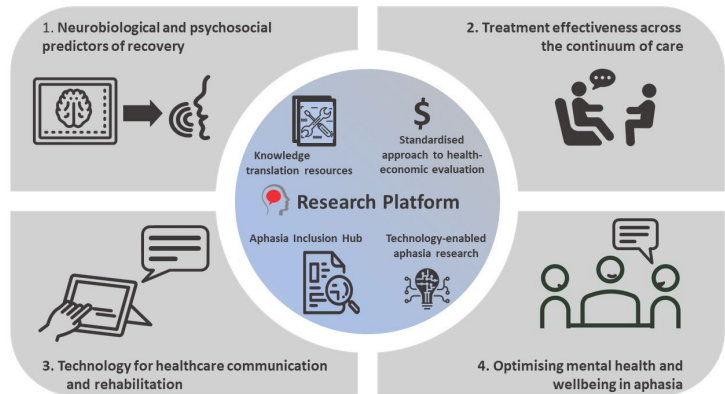 1. Neurobiological and psychosocial
predictors of recovery
2. Treatment effectiveness across
the continuum of care
$
Knowledge
translation resources
Standardised
approach to health-
economic evaluation
Research Platform
Aphasia Inclusion Hub
Technology-enabled
aphasia research
3. Technology for healthcare communication
and rehabilitation
4. Optimising mental health and
wellbeing in aphasia